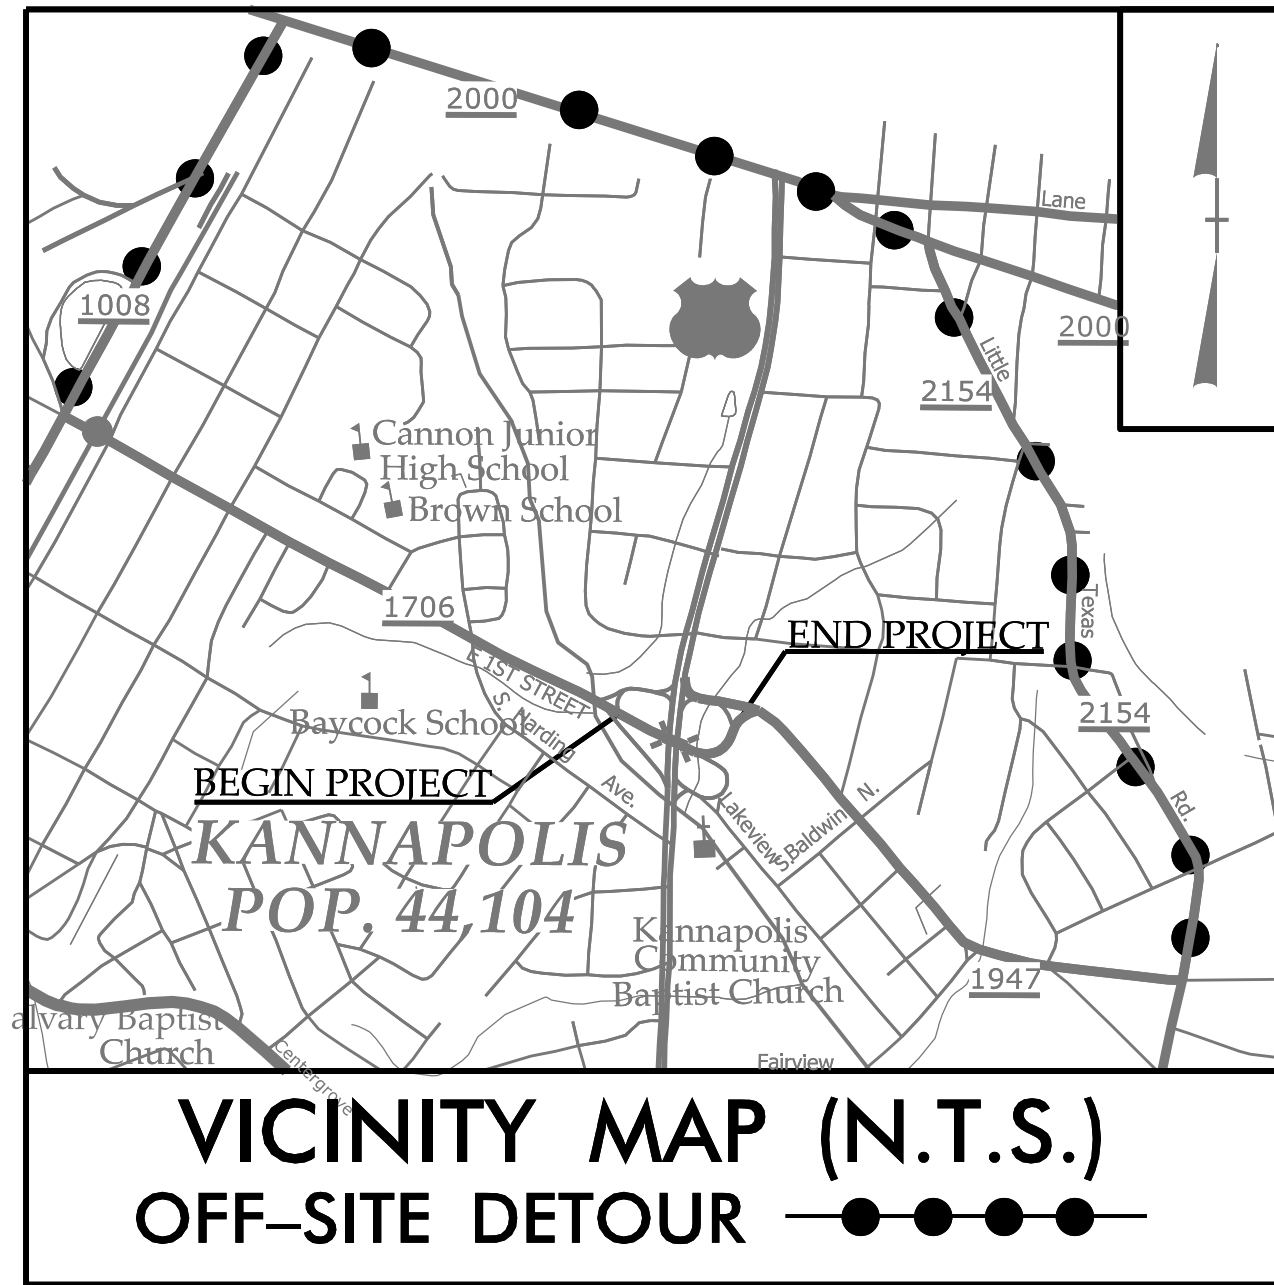 2000
Lane
1008
2000
Little
2154
Cannon Junior
High School
Brown School
1706
Texas
END PROJECT
E 1ST STREET
S. Harding
Ave.
Baycock School
2154
BEGIN PROJECT
Rd.
Lakeview
S. Baldwin N.
KANNAPOLIS
POP. 44,104
Kannapolis
Community
Baptist Church
1947
alvary Baptist
Church
Centergrove
Fairview
VICINITY MAP (N.T.S.)
OFF-SITE DETOUR